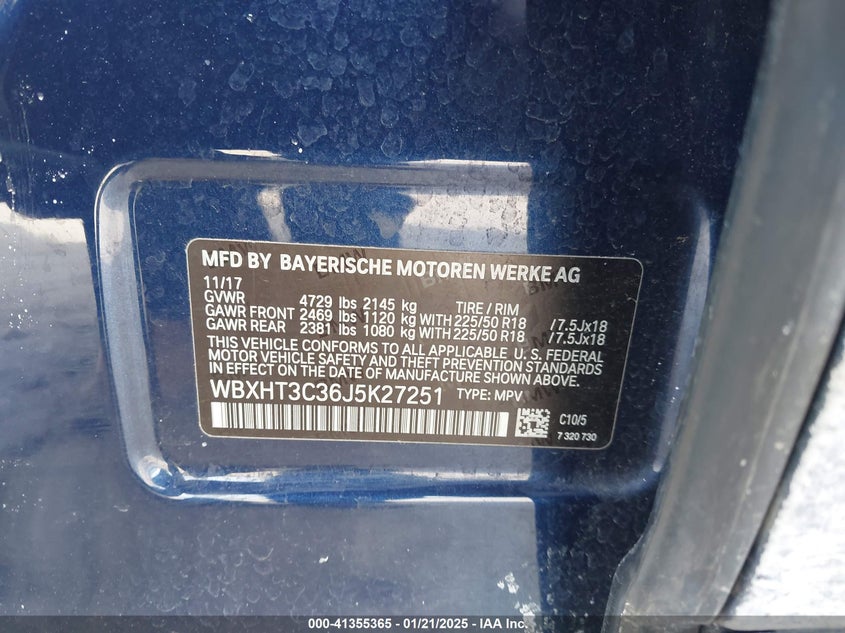 MFD BY BAYERISCHE MOTOREN WERKE AG
11/17
GVWR 4729 lbs 2145 kg TIRE / RIM
GAWR FRONT 2469 lbs 1120 kg WITH 225/50 R18 /7.5Jx18
GAWR REAR 2381 lbs 1080 kg WITH 225/50 R18 /7.5Jx18
THIS VEHICLE CONFORMS TO ALL APPLICABLE U. S. FEDERAL
MOTOR VEHICLE SAFETY AND THEFT PREVENTION STANDARDS
IN EFFECT ON THE DATE OF MANUFACTURE SHOWN ABOVE.
WBXHT3C36J5K27251 TYPE: MPV
C10/5
7 320 730
000-41355365 - 01/21/2025 - IAA Inc.